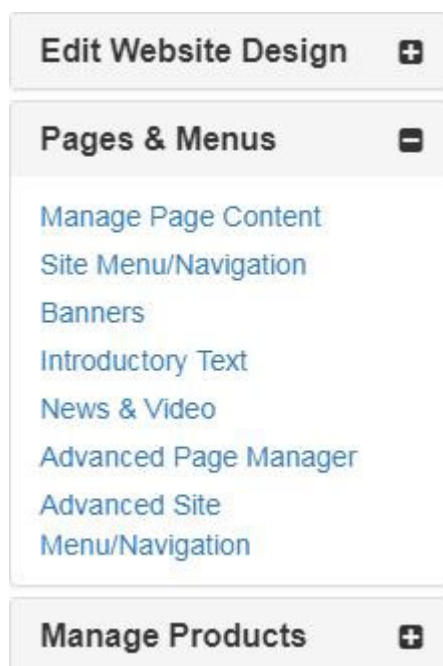 Edit Website Design
Pages & Menus
Manage Page Content
Site Menu/Navigation
Banners
Introductory Text
News & Video
Advanced Page Manager
Advanced Site
Menu/Navigation
Manage Products